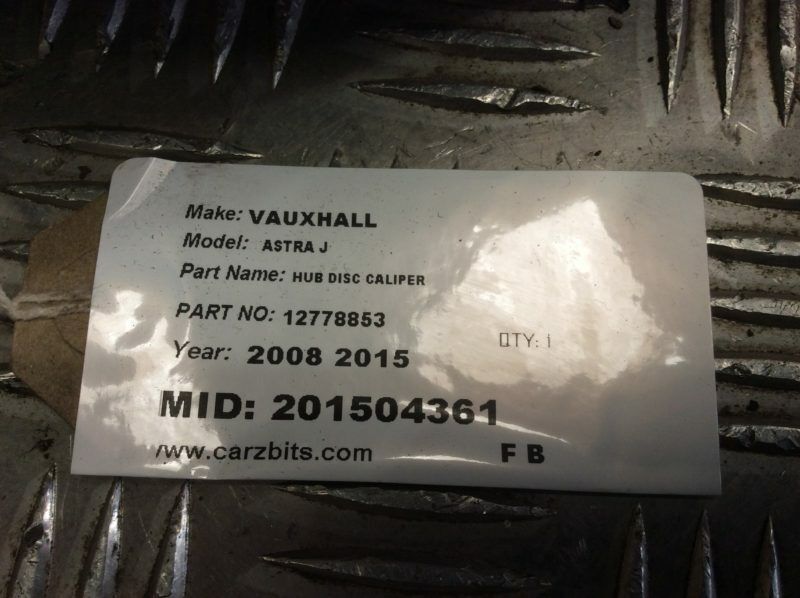 Make: VAUXHALL
Model: ASTRA J
Part Name: HUB DISC CALIPER
PART NO: 12778853
QTY: 1
Year: 2008 2015
MID: 201504361
www.carzbits.com F B